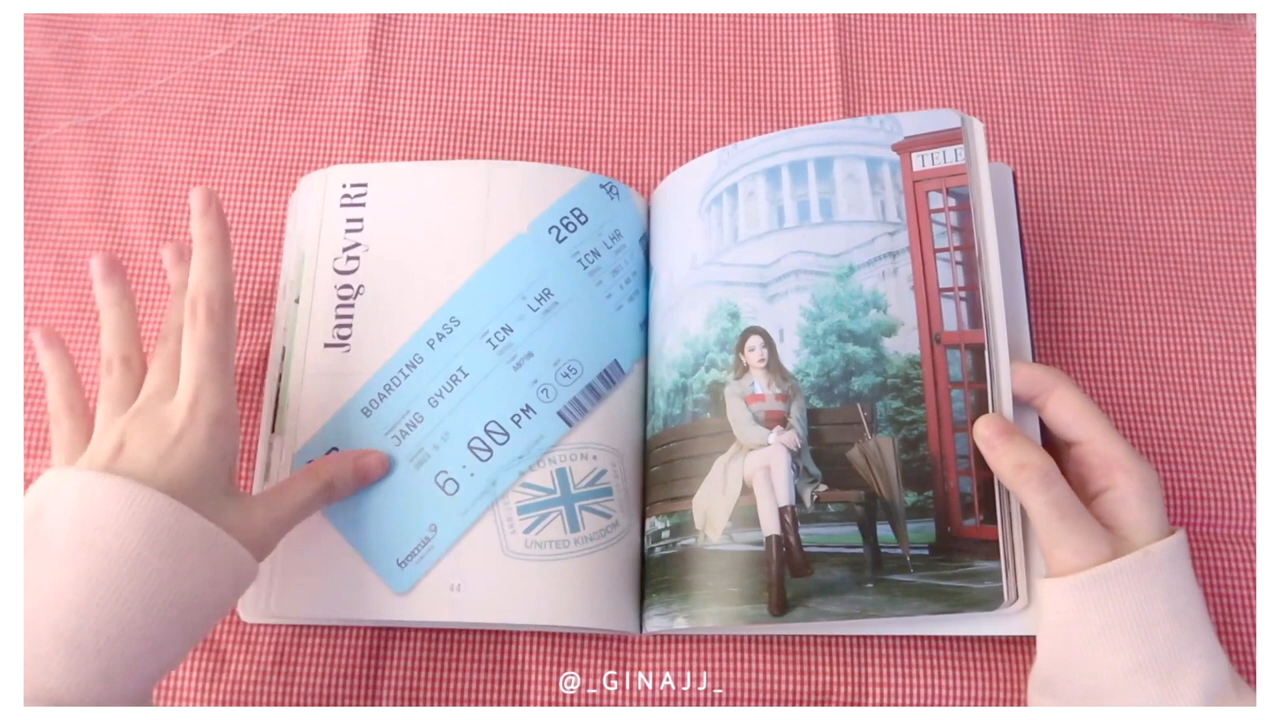 Jang Gyu Ri
BOARDING PASS
ICN LHR
JANG GYURI
6:00 PM
7 45
26B
ICN LHR
fromis_9
LONDON
UNITED KINGDOM
44
TELE
@_GINAJJ_